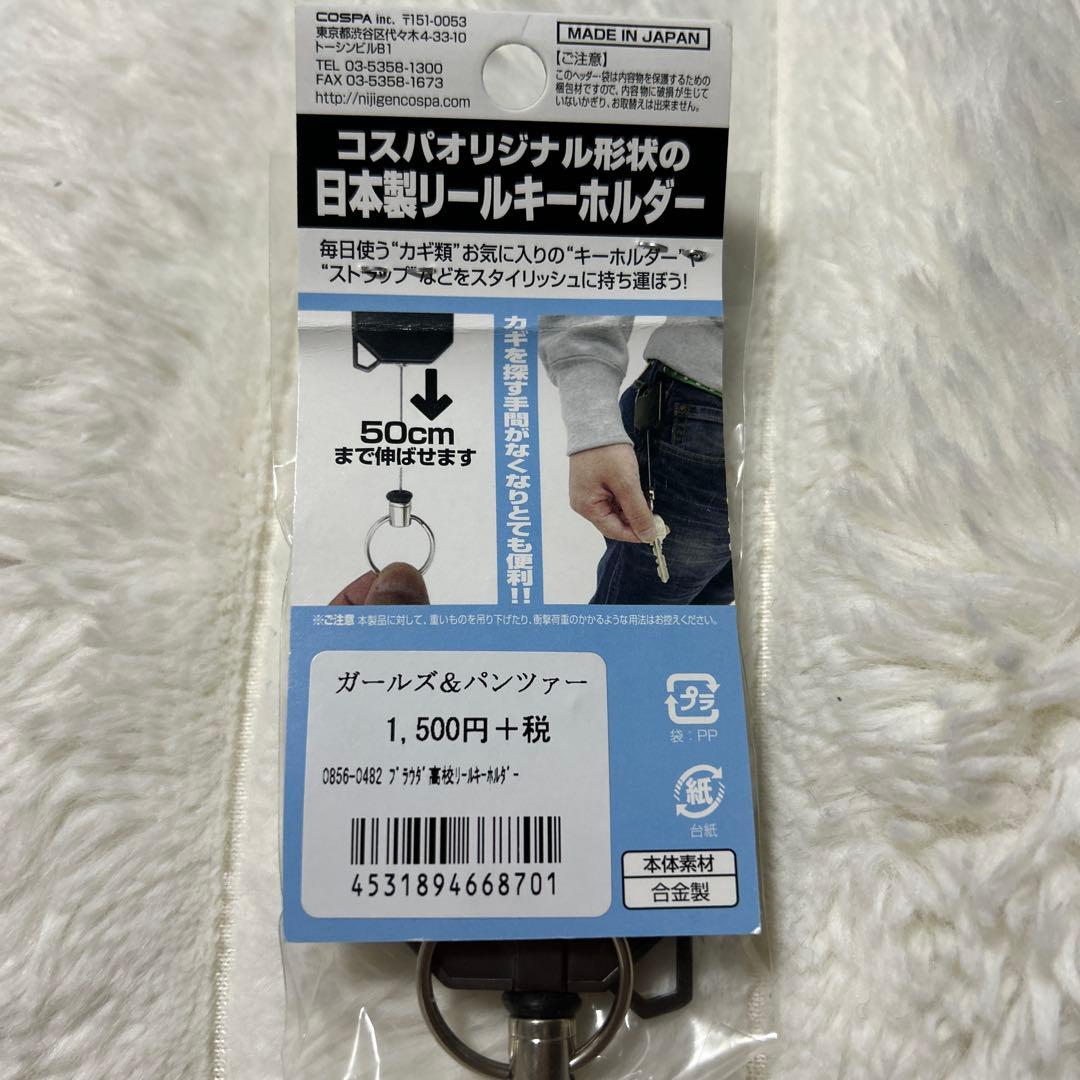 COSPA inc. 〒151-0053
東京都渋谷区代々木4-33-10
トーシンビルB1
TEL 03-5358-1300
FAX 03-5358-1673
http://nijigencospa.com
MADE IN JAPAN
【ご注意】
このヘッダー・袋は内容物を保護するための
梱包材ですので、内容物に破損が生じて
いないかぎり、お取替えは出来ません。
コスパオリジナル形状の
日本製リールキーホルダー
毎日使う“カギ類”お気に入りの“キーホルダー”や
“ストラップ”などをスタイリッシュに持ち運ぼう!
50cm
まで伸ばせます
カギを探す手間がなくなりとても便利!!
※ご注意 本製品に対して、重いものを吊り下げたり、衝撃荷重のかかるような用法はお控えください。
ガールズ&パンツァー
1,500円+税
0856-0482 プラウダ高校リールキーホルダー
4531894668701
プラ
袋:PP
紙
台紙
本体素材
合金製